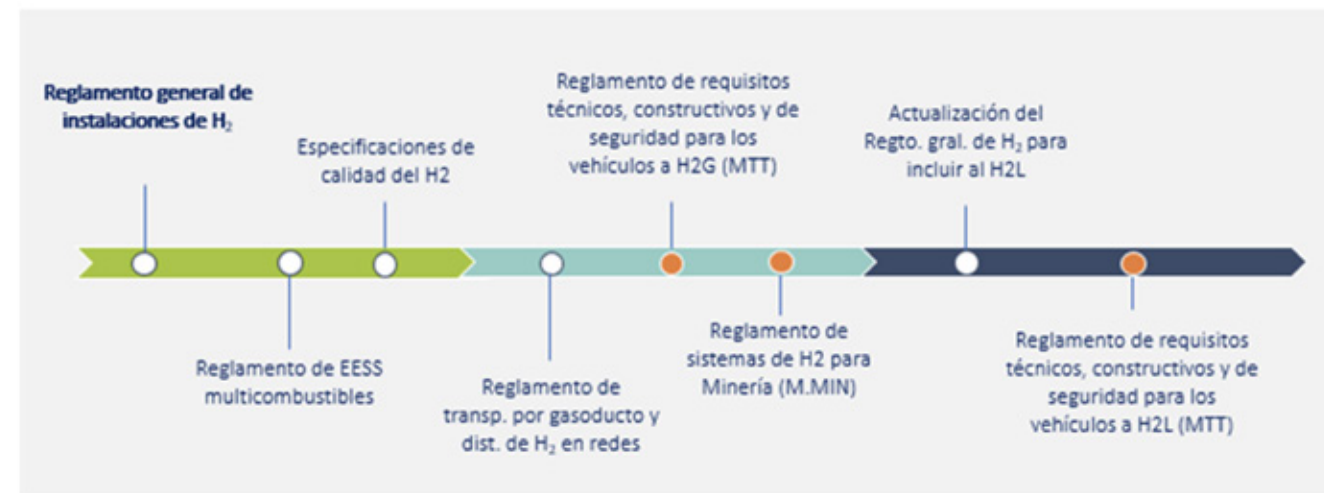 Reglamento general de
instalaciones de H₂
Especificaciones de
calidad del H2
Reglamento de requisitos
técnicos, constructivos y de
seguridad para los
vehículos a H2G (MTT)
Actualización del
Regto. gral. de H₂ para
incluir al H2L
Reglamento de EESS
multicombustibles
Reglamento de
transp. por gasoducto y
dist. de H₂ en redes
Reglamento de
sistemas de H2 para
Minería (M.MIN)
Reglamento de requisitos
técnicos, constructivos y de
seguridad para los
vehículos a H2L (MTT)